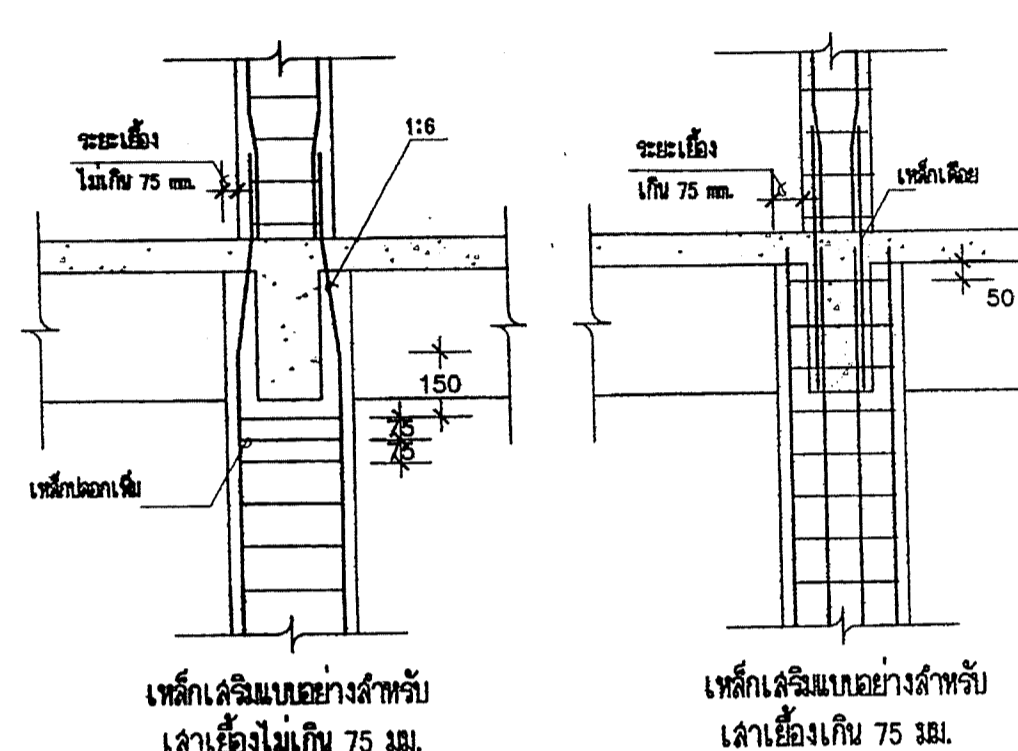 ระยะเยื้อง
ไม่เกิน 75 mm.
1:6
150
75
75
เหล็กปลอกเพิ่ม
เหล็กเสริมแบบอย่างสำหรับ
เสาเยื้องไม่เกิน 75 มม.
ระยะเยื้อง
เกิน 75 mm.
เหล็กเดือย
50
เหล็กเสริมแบบอย่างสำหรับ
เสาเยื้องเกิน 75 มม.